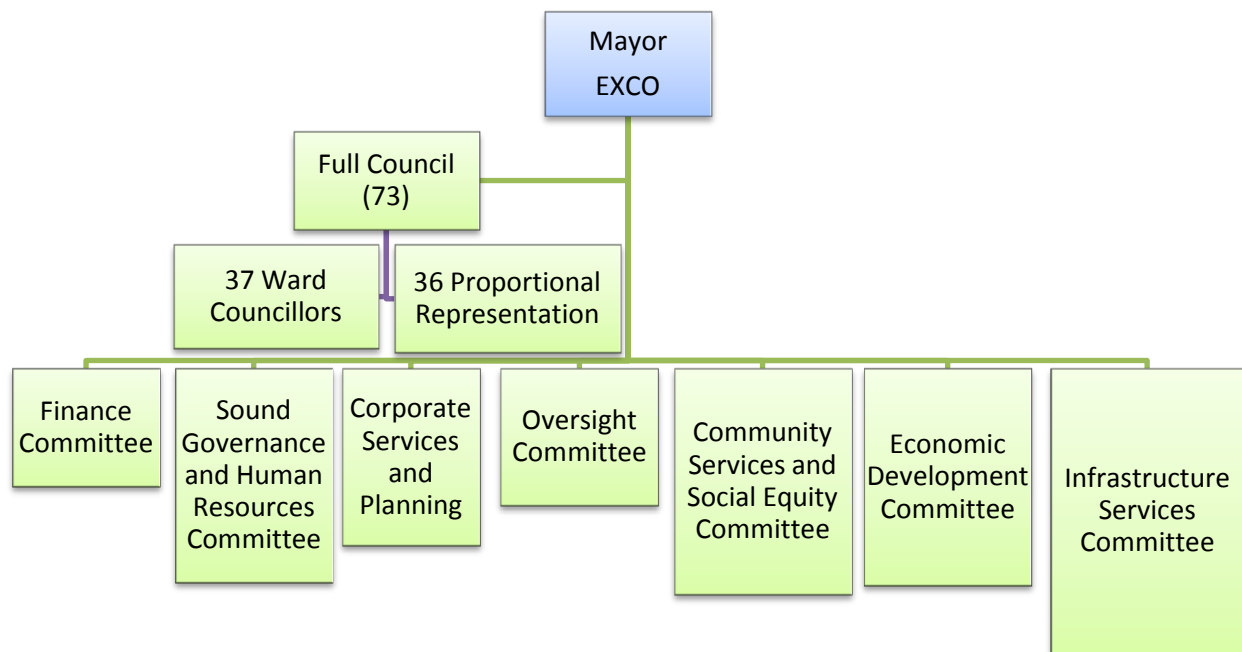 Mayor
EXCO
Full Council
(73)
37 Ward
Councillors
36 Proportional
Representation
Finance
Committee
Sound
Governance
and Human
Resources
Committee
Corporate
Services
and
Planning
Oversight
Committee
Community
Services and
Social Equity
Committee
Economic
Development
Committee
Infrastructure
Services
Committee